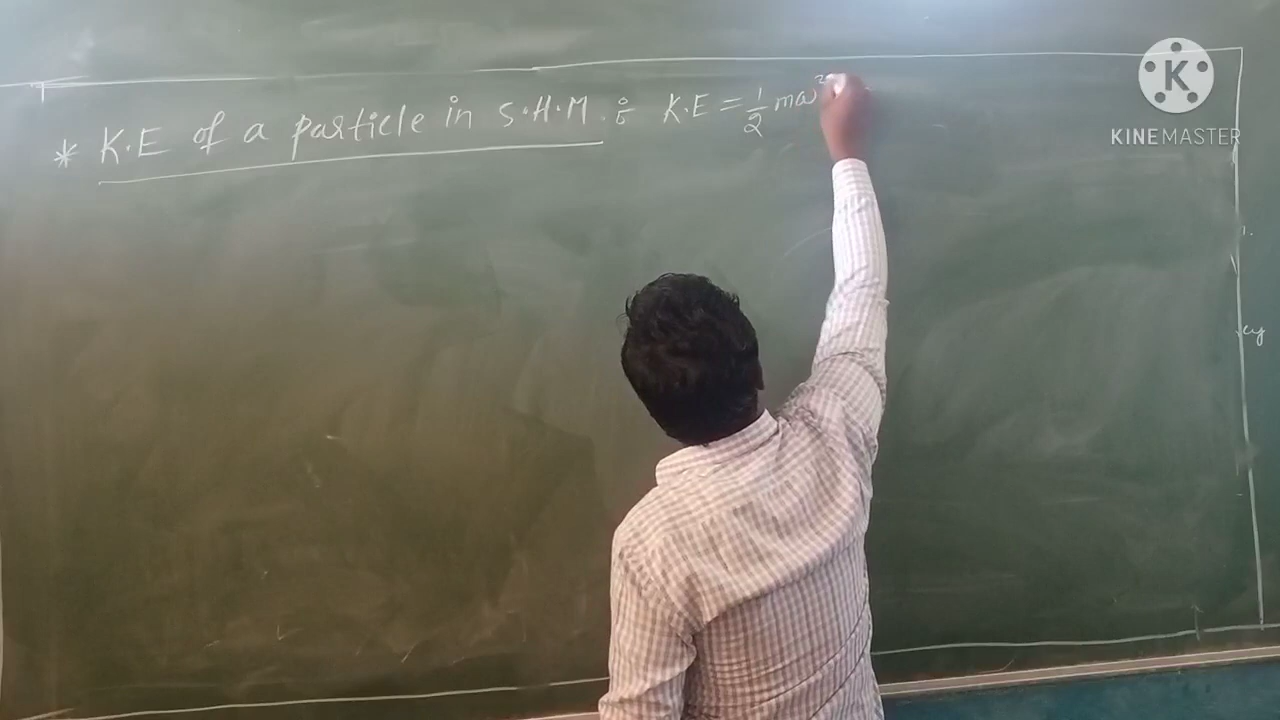 * K.E of a particle in S.H.M. : K.E = 1/2 mω²
K
KINEMASTER